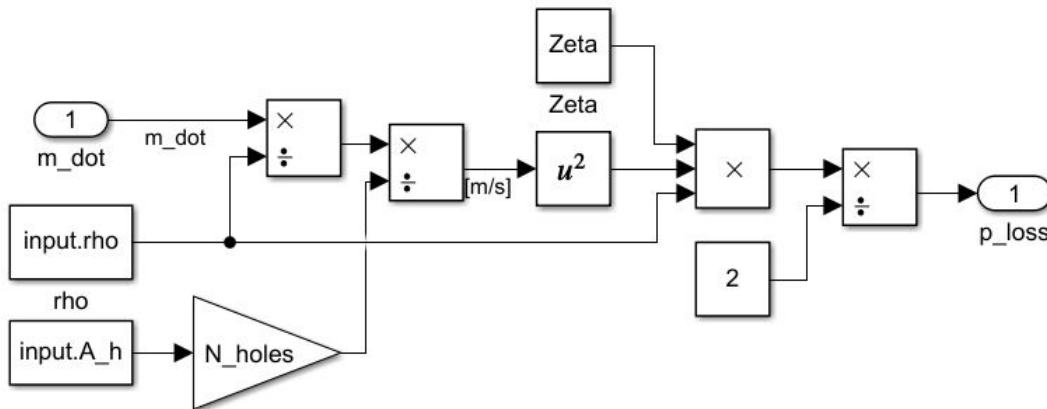 Zeta
Zeta
1
m_dot
m_dot
×
÷
×
÷
[m/s]
u²
×
×
÷
1
p_loss
input.rho
rho
2
input.A_h
N_holes